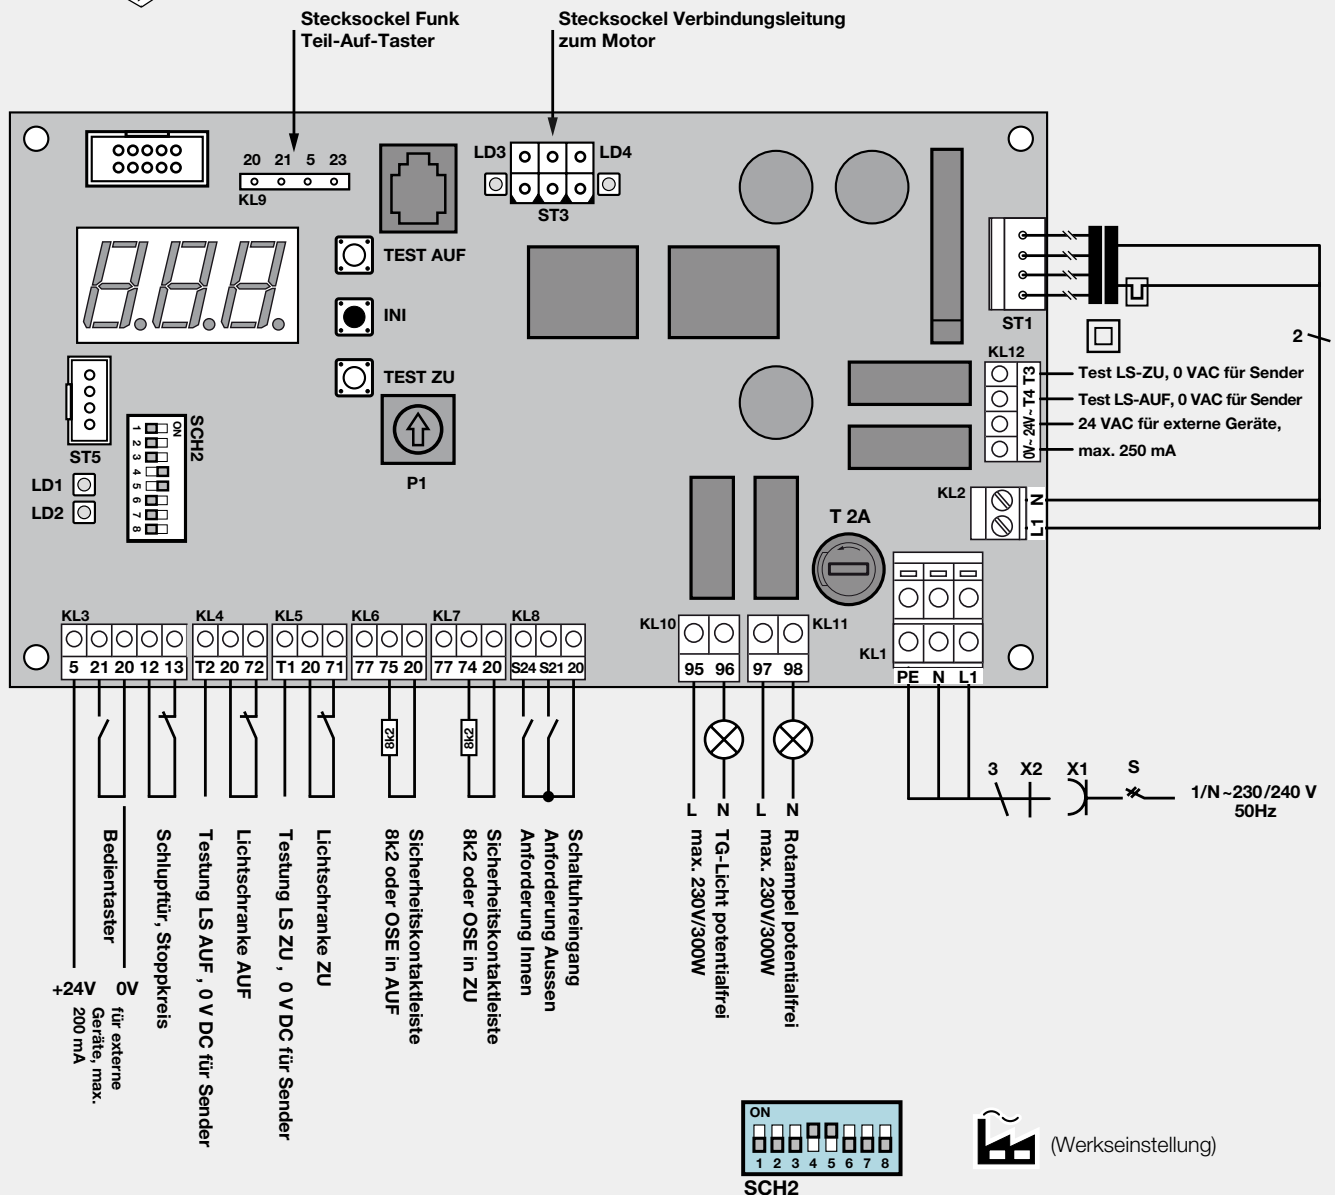 Stecksockel Funk
Teil-Auf-Taster
Stecksockel Verbindungsleitung
zum Motor
20 21 5 23
KL9
LD3
LD4
ST3
TEST AUF
INI
TEST ZU
P1
ST5
LD1
LD2
ON
1 2 3 4 5 6 7 8
SCH2
ST1
2
KL12
T3
T4
24V~
0V~
Test LS-ZU, 0 VAC für Sender
Test LS-AUF, 0 VAC für Sender
24 VAC für externe Geräte,
max. 250 mA
KL2
N
L1
T 2A
KL3
5 21 20 12 13
KL4
T2 20 72
KL5
T1 20 71
KL6
77 75 20
KL7
77 74 20
KL8
S24 S21 20
KL10
95 96
KL11
97 98
KL1
PE N L1
8k2
8k2
3 X2 X1 S
1/N ~230/240 V
50Hz
L N L N
+24V 0V
für externe
Geräte, max.
200 mA
Bedientaster
Schlupftür, Stoppkreis
Testung LS AUF , 0 V DC für Sender
Lichtschranke AUF
Testung LS ZU , 0 V DC für Sender
Lichtschranke ZU
Sicherheitskontaktleiste
8k2 oder OSE in AUF
Sicherheitskontaktleiste
8k2 oder OSE in ZU
Schaltuhreingang
Anforderung Aussen
Anforderung Innen
TG-Licht potentialfrei
max. 230V/300W
Rotampel potentialfrei
max. 230V/300W
ON
1 2 3 4 5 6 7 8
SCH2
(Werkseinstellung)